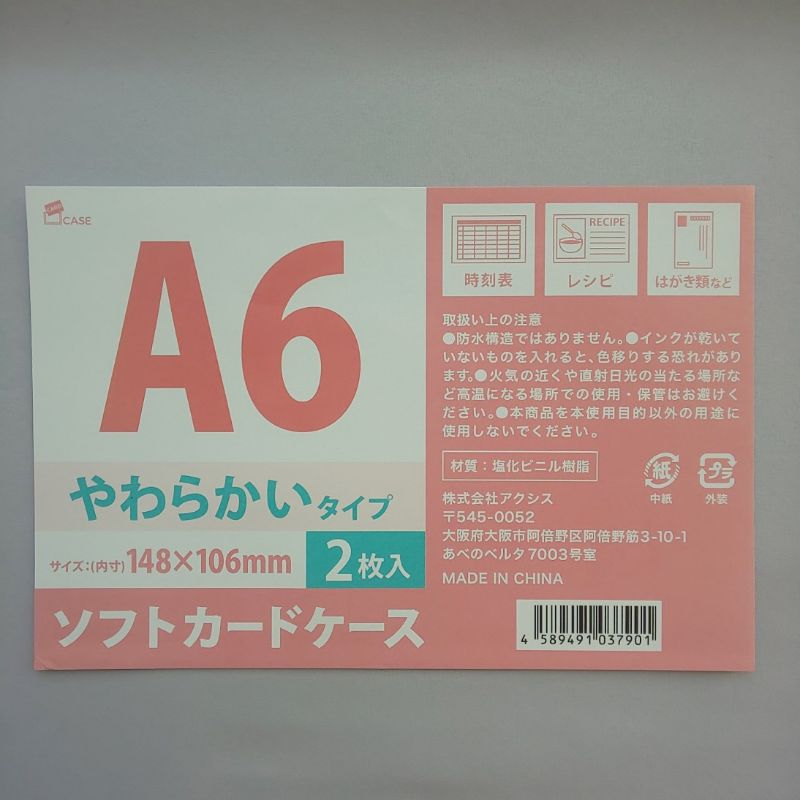 CARD
CASE
A6
やわらかいタイプ
サイズ:(内寸)148×106mm
2枚入
ソフトカードケース
時刻表
RECIPE
レシピ
はがき類など
取扱い上の注意
●防水構造ではありません。●インクが乾いて
いないものを入れると、色移りする恐れがあり
ます。●火気の近くや直射日光の当たる場所な
ど高温になる場所での使用・保管はお避けく
ださい。●本商品を本使用目的以外の用途に
使用しないでください。
材質:塩化ビニル樹脂
紙
中紙
プラ
外装
株式会社アクシス
〒545-0052
大阪府大阪市阿倍野区阿倍野筋3-10-1
あべのベルタ7003号室
MADE IN CHINA
4 589491 037901